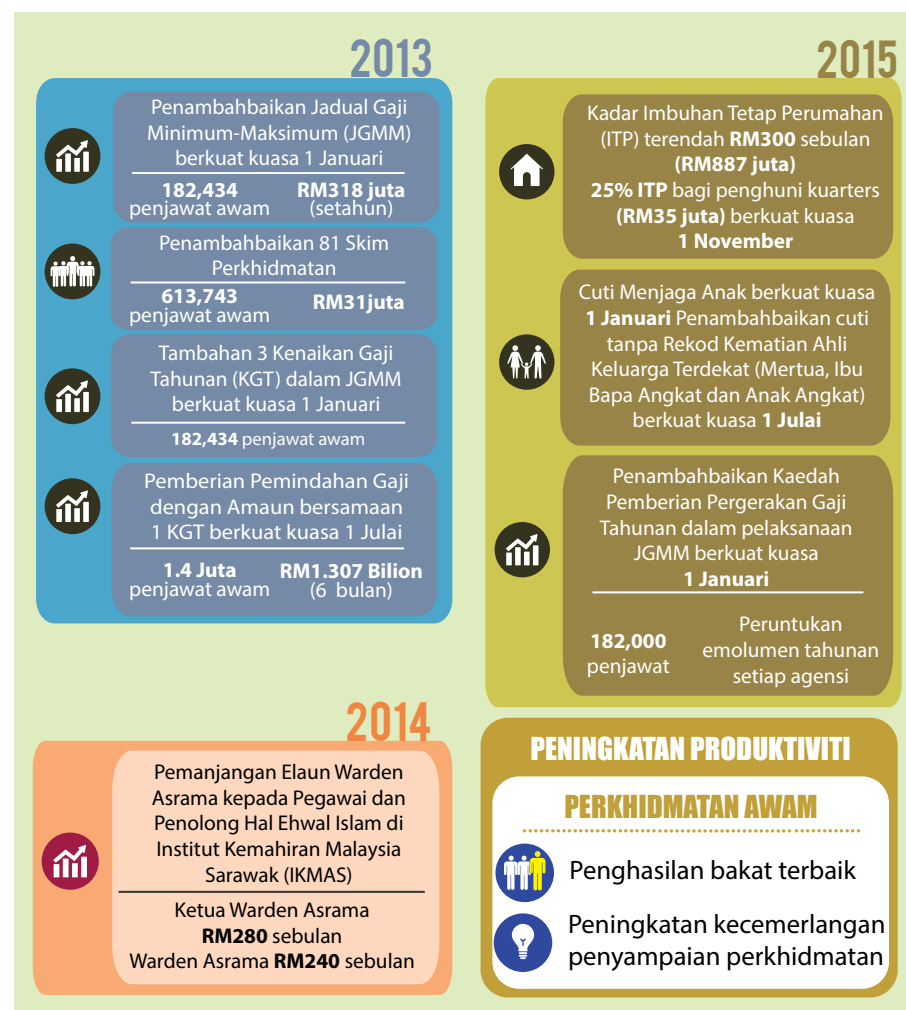 2013
Penambahbaikan Jadual Gaji
Minimum-Maksimum (JGMM)
berkuat kuasa 1 Januari
182,434 RM318 juta
penjawat awam (setahun)
Penambahbaikan 81 Skim
Perkhidmatan
613,743 RM31juta
penjawat awam
Tambahan 3 Kenaikan Gaji
Tahunan (KGT) dalam JGMM
berkuat kuasa 1 Januari
182,434 penjawat awam
Pemberian Pemindahan Gaji
dengan Amaun bersamaan
1 KGT berkuat kuasa 1 Julai
1.4 Juta RM1.307 Bilion
penjawat awam (6 bulan)
2014
Pemanjangan Elaun Warden
Asrama kepada Pegawai dan
Penolong Hal Ehwal Islam di
Institut Kemahiran Malaysia
Sarawak (IKMAS)
Ketua Warden Asrama
RM280 sebulan
Warden Asrama RM240 sebulan
2015
Kadar Imbuhan Tetap Perumahan
(ITP) terendah RM300 sebulan
(RM887 juta)
25% ITP bagi penghuni kuarters
(RM35 juta) berkuat kuasa
1 November
Cuti Menjaga Anak berkuat kuasa
1 Januari Penambahbaikan cuti
tanpa Rekod Kematian Ahli
Keluarga Terdekat (Mertua, Ibu
Bapa Angkat dan Anak Angkat)
berkuat kuasa 1 Julai
Penambahbaikan Kaedah
Pemberian Pergerakan Gaji
Tahunan dalam pelaksanaan
JGMM berkuat kuasa
1 Januari
182,000
penjawat
Peruntukan
emolumen tahunan
setiap agensi
PENINGKATAN PRODUKTIVITI
PERKHIDMATAN AWAM
Penghasilan bakat terbaik
Peningkatan kecemerlangan
penyampaian perkhidmatan